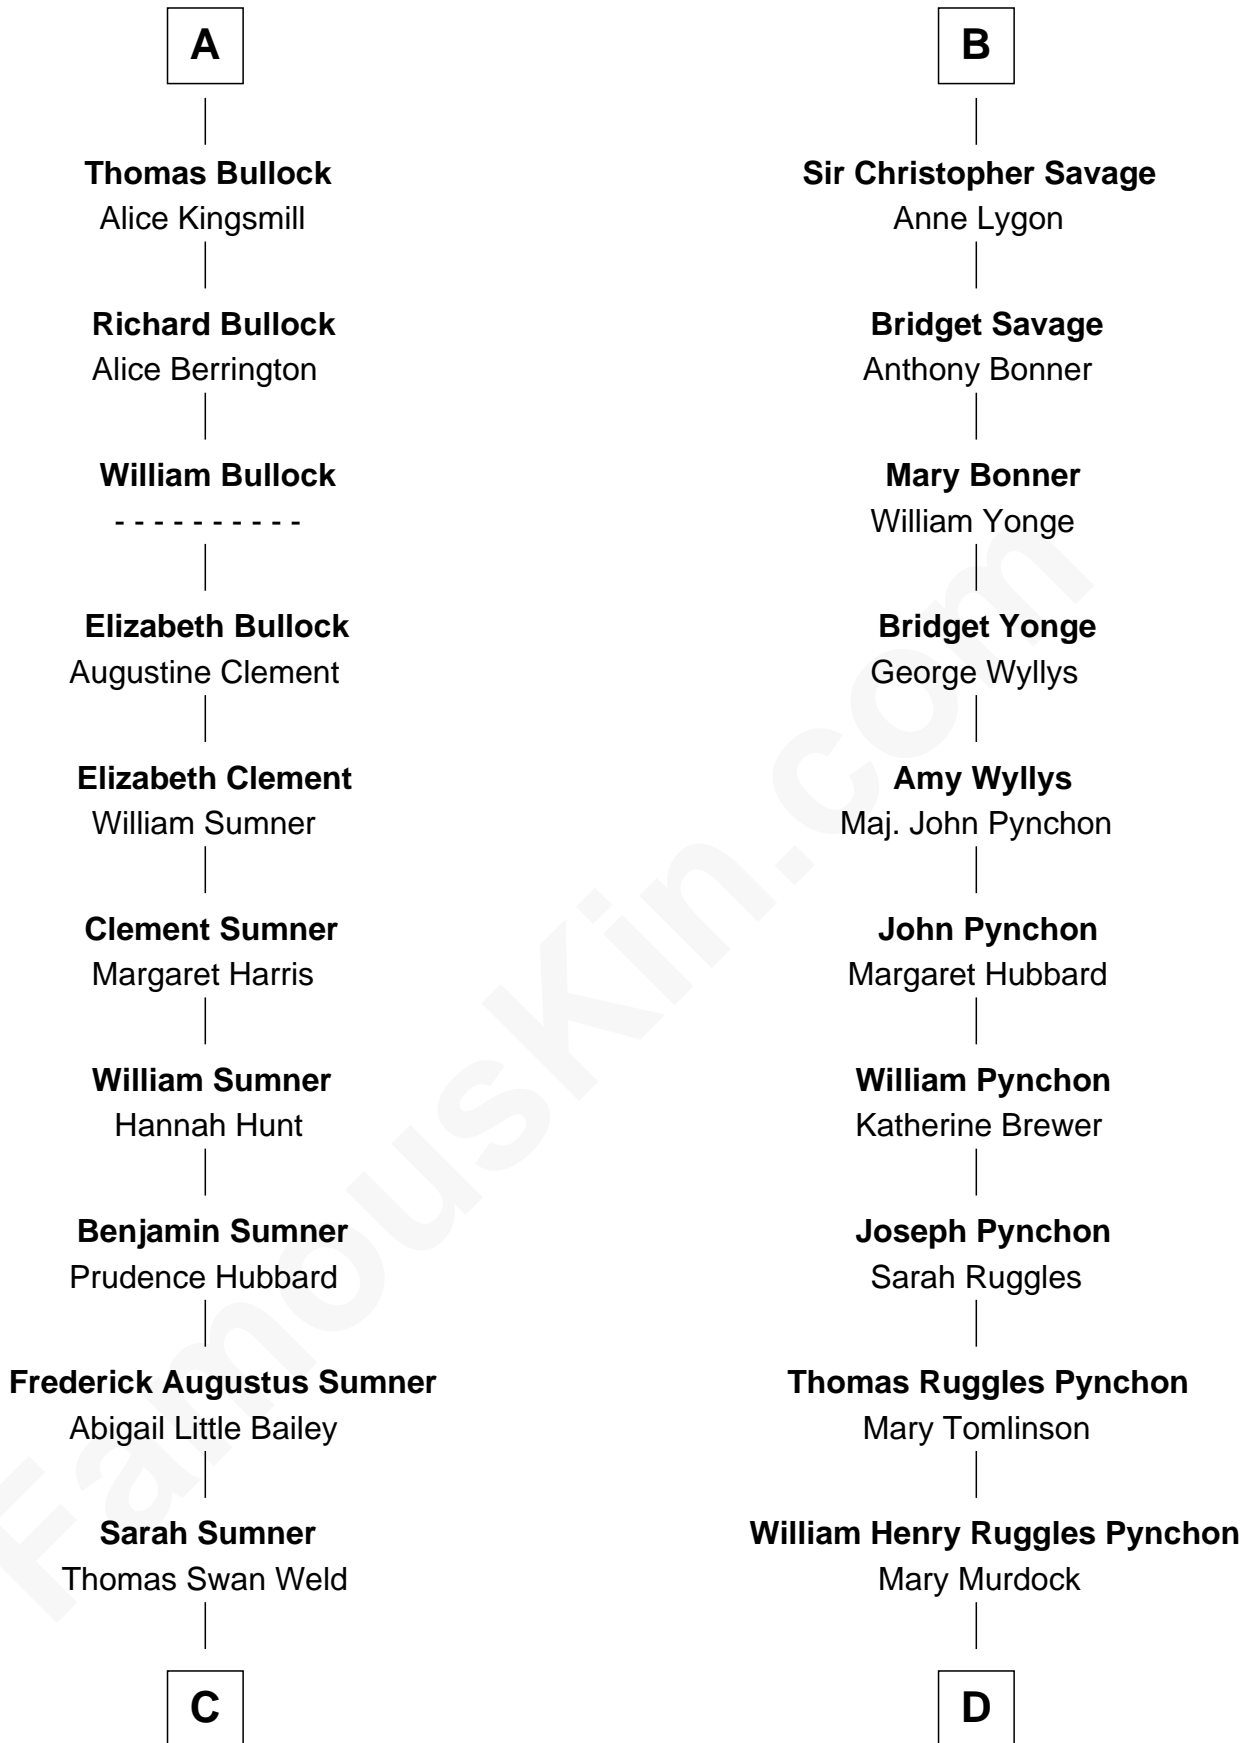 A
Thomas Bullock
Alice Kingsmill
Richard Bullock
Alice Berrington
William Bullock
- - - - - - - - - -
Elizabeth Bullock
Augustine Clement
Elizabeth Clement
William Sumner
Clement Sumner
Margaret Harris
William Sumner
Hannah Hunt
Benjamin Sumner
Prudence Hubbard
Frederick Augustus Sumner
Abigail Little Bailey
Sarah Sumner
Thomas Swan Weld
C
B
Sir Christopher Savage
Anne Lygon
Bridget Savage
Anthony Bonner
Mary Bonner
William Yonge
Bridget Yonge
George Wyllys
Amy Wyllys
Maj. John Pynchon
John Pynchon
Margaret Hubbard
William Pynchon
Katherine Brewer
Joseph Pynchon
Sarah Ruggles
Thomas Ruggles Pynchon
Mary Tomlinson
William Henry Ruggles Pynchon
Mary Murdock
D
FamousKin.com